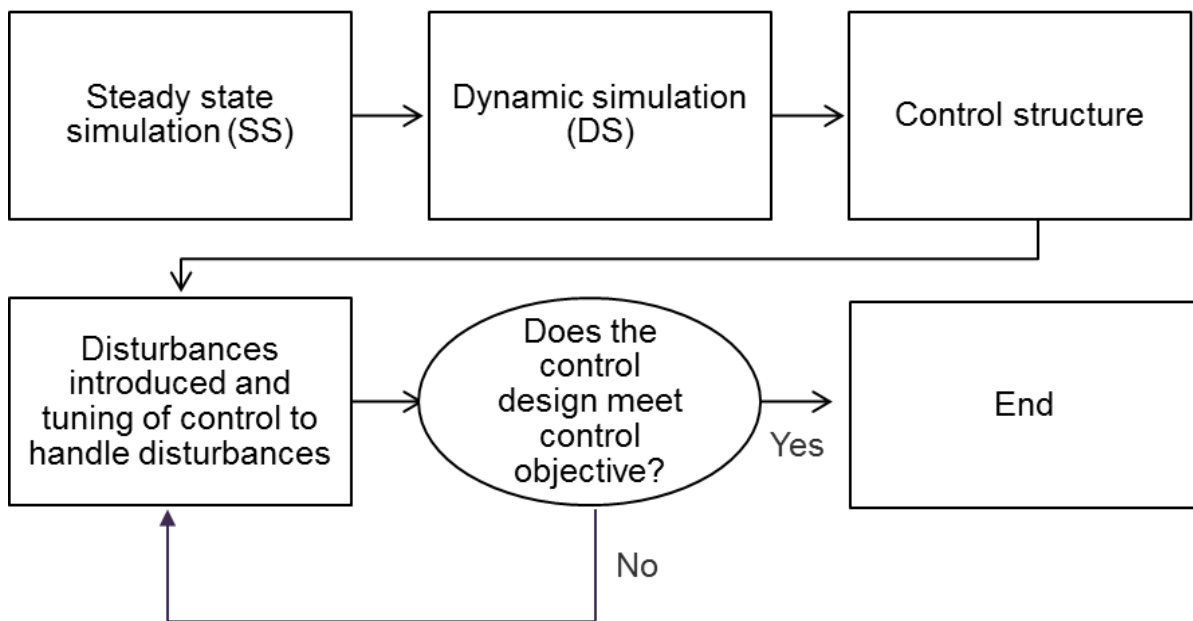 Steady state
simulation (SS)
Dynamic simulation
(DS)
Control structure
Disturbances
introduced and
tuning of control to
handle disturbances
Does the
control
design meet
control
objective?
Yes
End
No